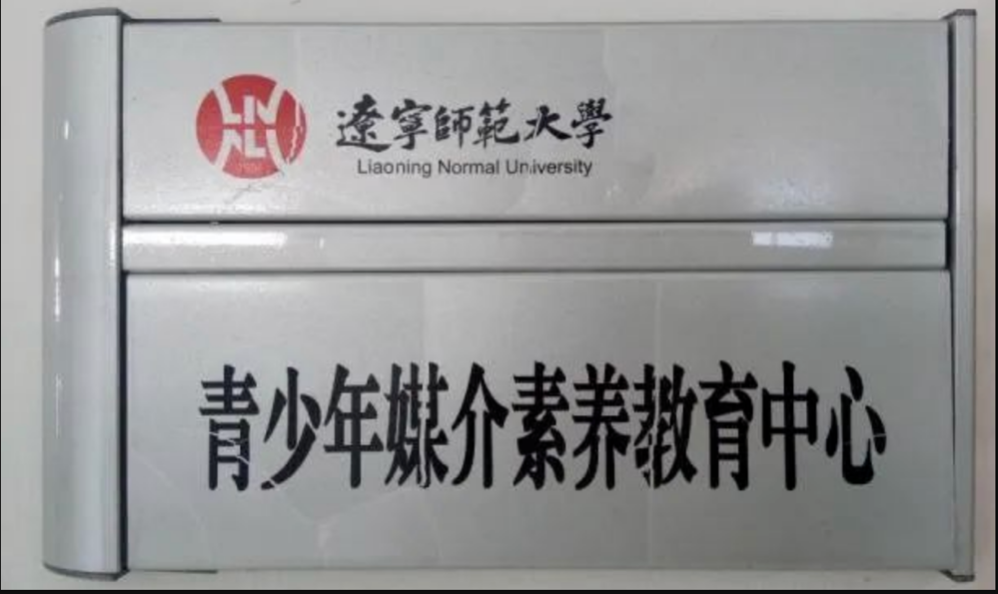 LNNU
遼寧師範大學
Liaoning Normal University
青少年媒介素养教育中心